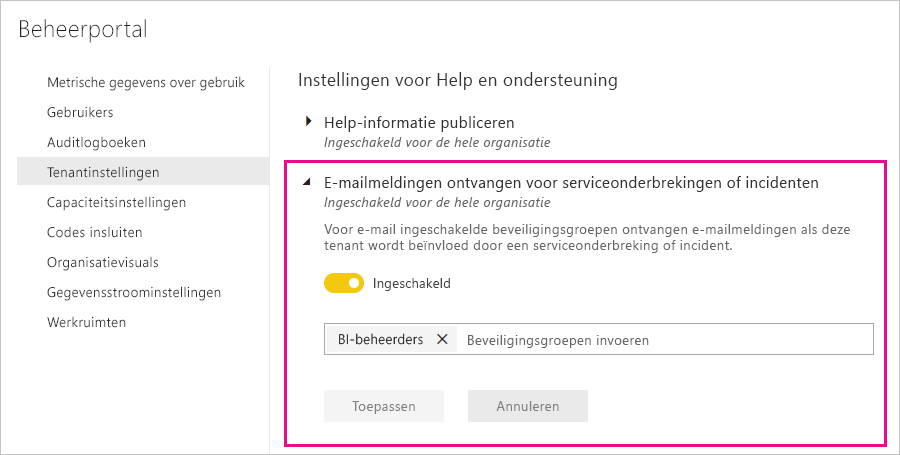 Beheerportal
Metrische gegevens over gebruik
Gebruikers
Auditlogboeken
Tenantinstellingen
Capaciteitsinstellingen
Codes insluiten
Organisatievisuals
Gegevensstroominstellingen
Werkruimten
Instellingen voor Help en ondersteuning
Help-informatie publiceren
Ingeschakeld voor de hele organisatie
E-mailmeldingen ontvangen voor serviceonderbrekingen of incidenten
Ingeschakeld voor de hele organisatie
Voor e-mail ingeschakelde beveiligingsgroepen ontvangen e-mailmeldingen als deze
tenant wordt beïnvloed door een serviceonderbreking of incident.
Ingeschakeld
BI-beheerders Beveiligingsgroepen invoeren
Toepassen Annuleren